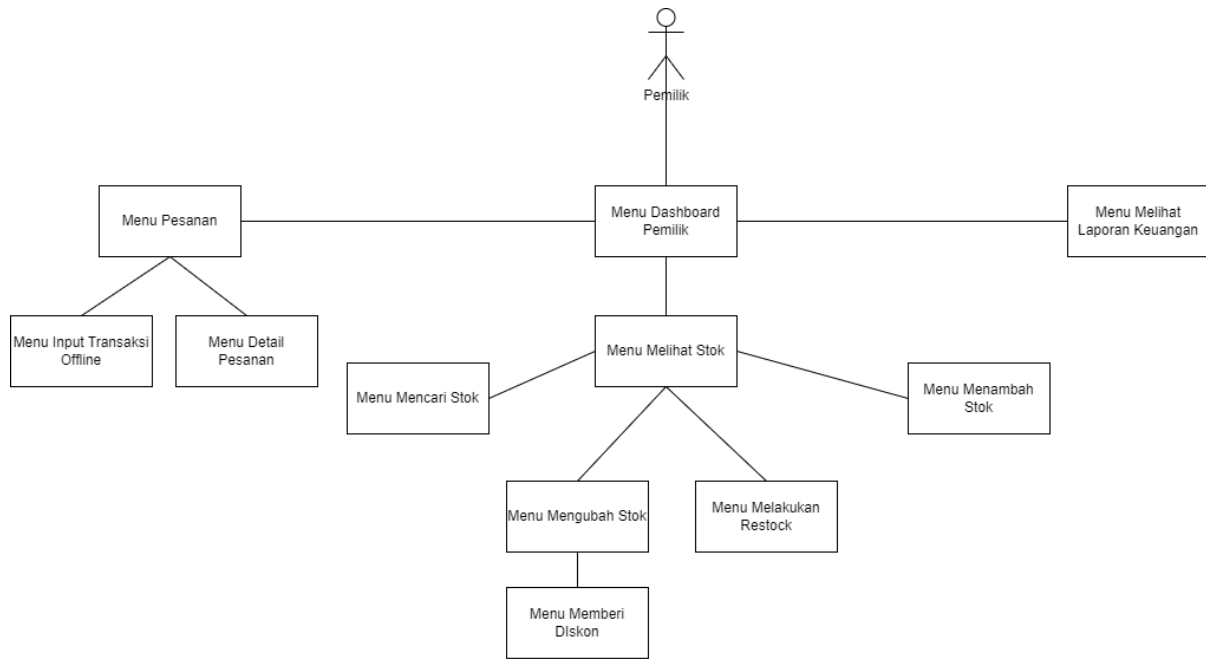 Pemilik
Menu Pesanan
Menu Dashboard
Pemilik
Menu Melihat
Laporan Keuangan
Menu Input Transaksi
Offline
Menu Detail
Pesanan
Menu Melihat Stok
Menu Mencari Stok
Menu Menambah
Stok
Menu Mengubah Stok
Menu Melakukan
Restock
Menu Memberi
DIskon